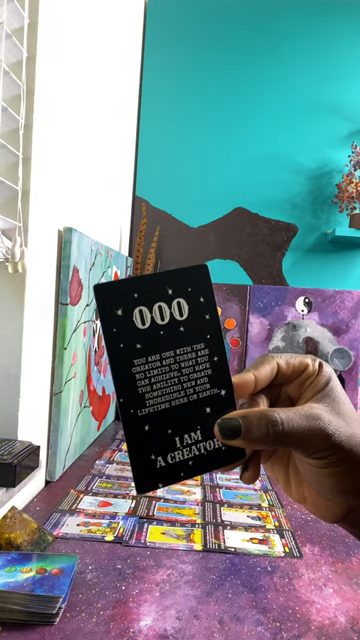 000
YOU ARE ONE WITH THE
CREATOR AND THERE ARE
NO LIMITS TO WHAT YOU
CAN ACHIEVE. YOU HAVE
THE ABILITY TO CREATE
SOMETHING NEW AND
INCREDIBLE IN YOUR
LIFETIME HERE ON EARTH.
I AM
A CREATOR